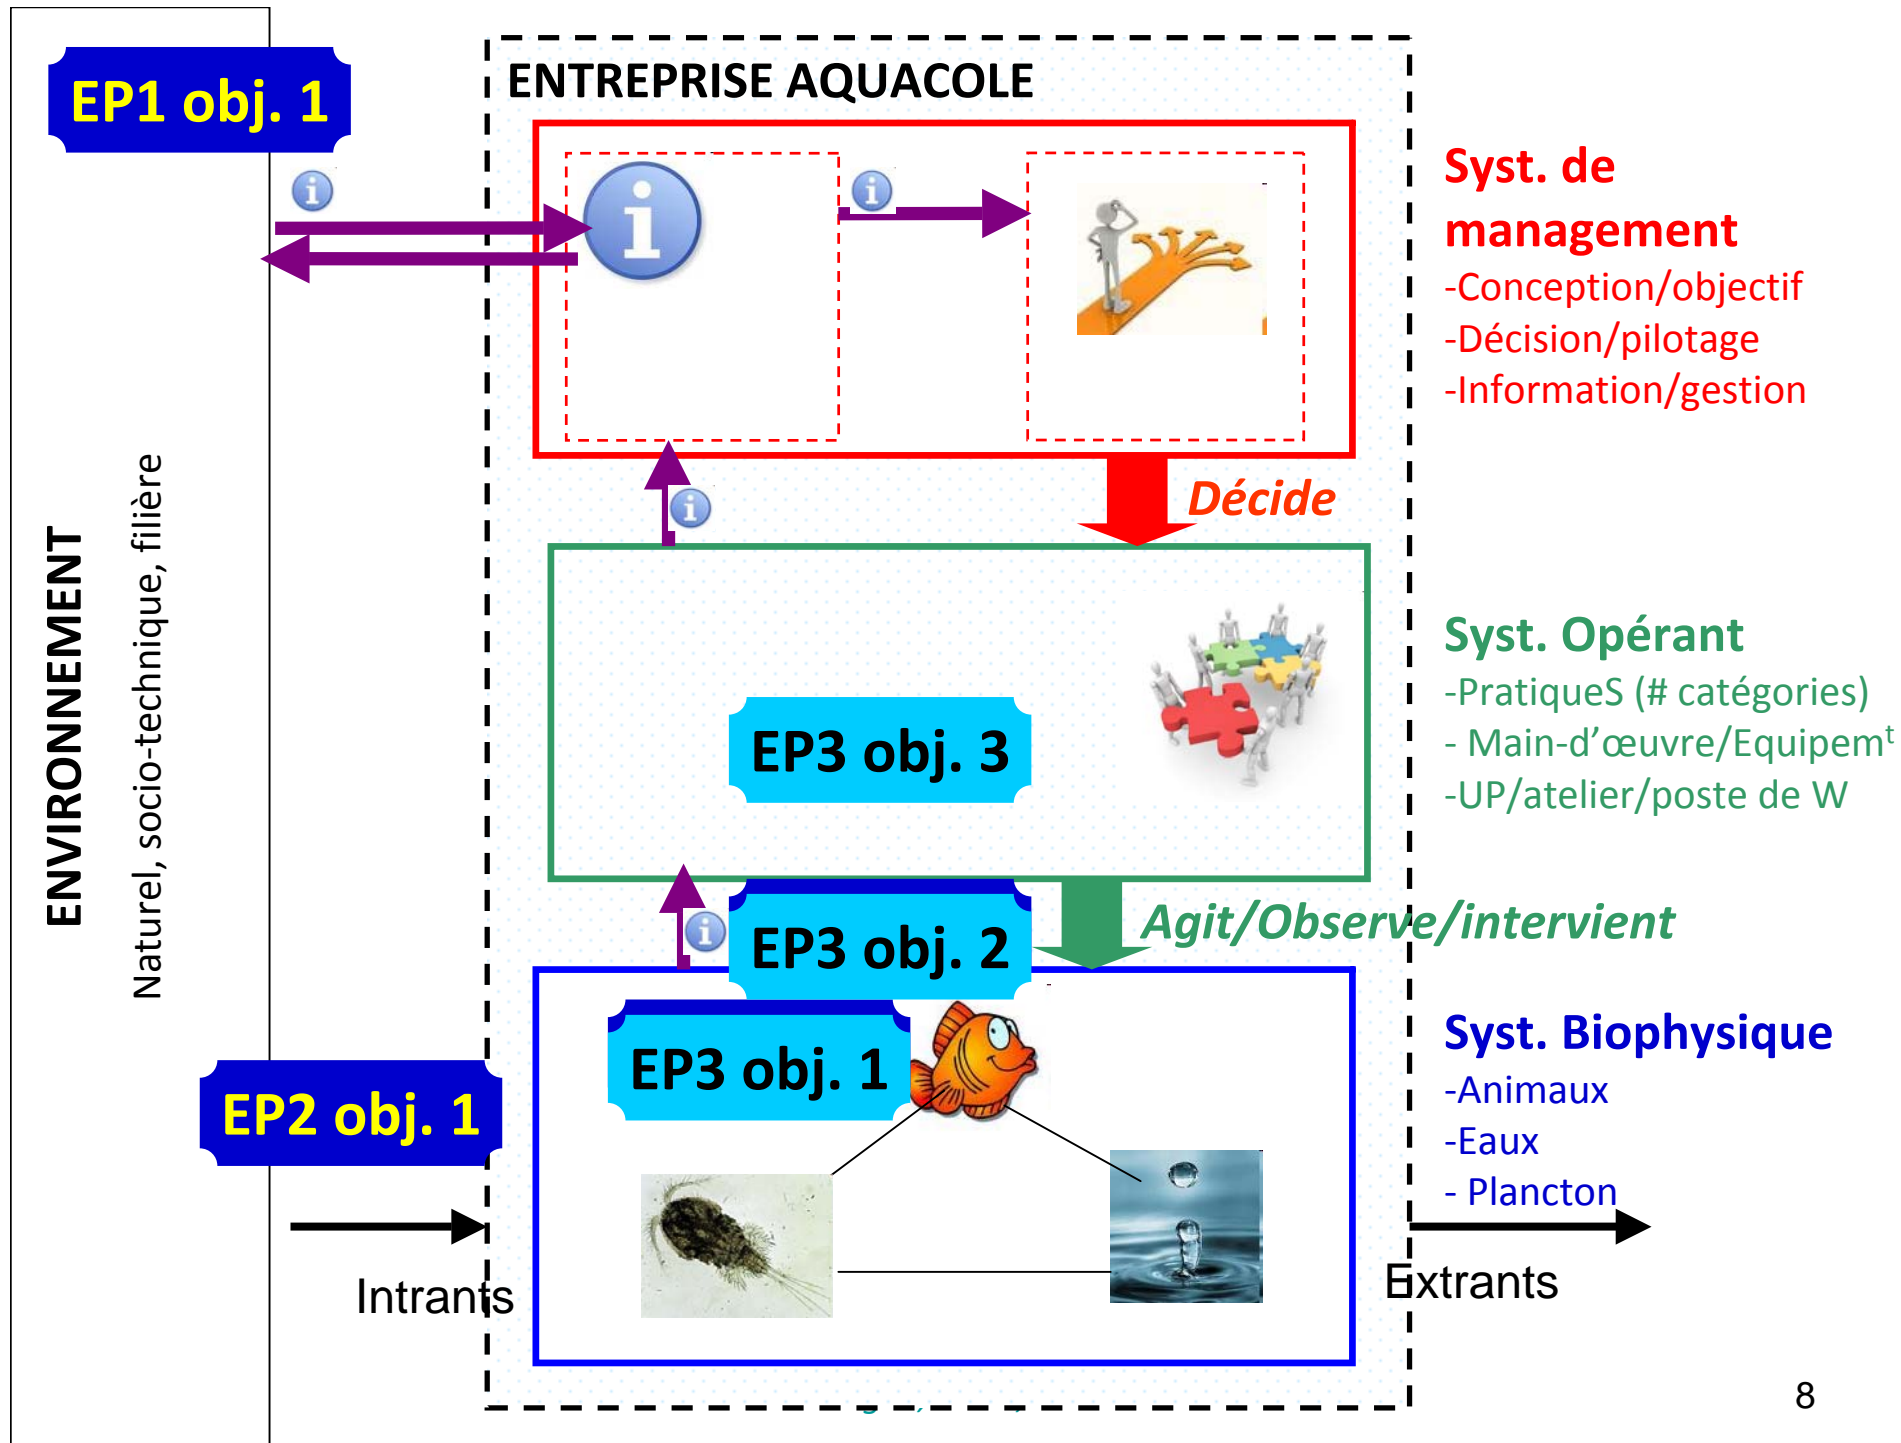 EP1 obj. 1
ENTREPRISE AQUACOLE
ENVIRONNEMENT
Naturel, socio-technique, filière
Syst. de
management
-Conception/objectif
-Décision/pilotage
-Information/gestion
Décide
Syst. Opérant
-PratiqueS (# catégories)
- Main-d'œuvre/Equipemᵗ
-UP/atelier/poste de W
EP3 obj. 3
Agit/Observe/intervient
EP3 obj. 2
EP3 obj. 1
EP2 obj. 1
Syst. Biophysique
-Animaux
-Eaux
- Plancton
Intrants
Extrants
8